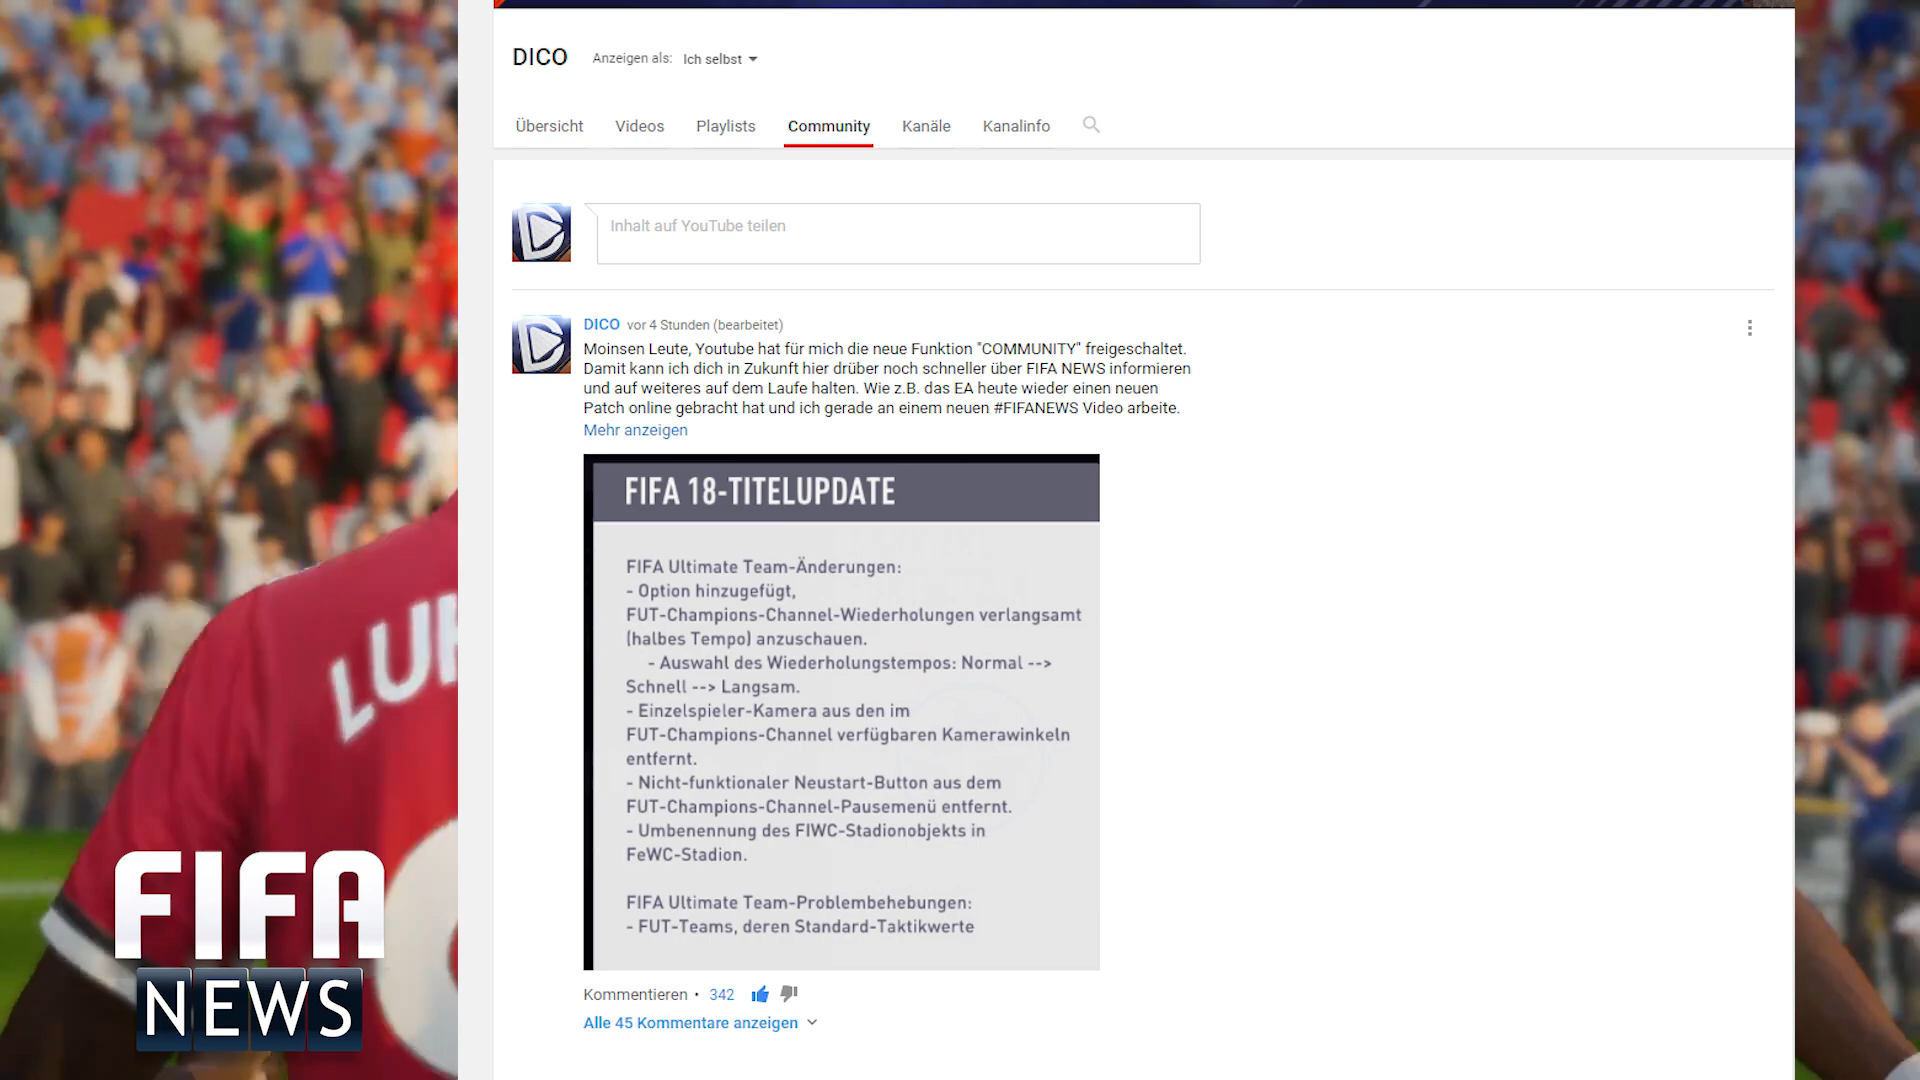 DICO Anzeigen als: Ich selbst
Übersicht Videos Playlists Community Kanäle Kanalinfo
Inhalt auf YouTube teilen
DICO vor 4 Stunden (bearbeitet)
Moinsen Leute, Youtube hat für mich die neue Funktion "COMMUNITY" freigeschaltet.
Damit kann ich dich in Zukunft hier drüber noch schneller über FIFA NEWS informieren
und auf weiteres auf dem Laufe halten. Wie z.B. das EA heute wieder einen neuen
Patch online gebracht hat und ich gerade an einem neuen #FIFANEWS Video arbeite.
Mehr anzeigen
FIFA 18-TITELUPDATE
FIFA Ultimate Team-Änderungen:
- Option hinzugefügt,
FUT-Champions-Channel-Wiederholungen verlangsamt
(halbes Tempo) anzuschauen.
- Auswahl des Wiederholungstempos: Normal -->
Schnell --> Langsam.
- Einzelspieler-Kamera aus den im
FUT-Champions-Channel verfügbaren Kamerawinkeln
entfernt.
- Nicht-funktionaler Neustart-Button aus dem
FUT-Champions-Channel-Pausemenü entfernt.
- Umbenennung des FIWC-Stadionobjekts in
FeWC-Stadion.
FIFA Ultimate Team-Problembehebungen:
- FUT-Teams, deren Standard-Taktikwerte
Kommentieren • 342
Alle 45 Kommentare anzeigen
FIFA
NEWS